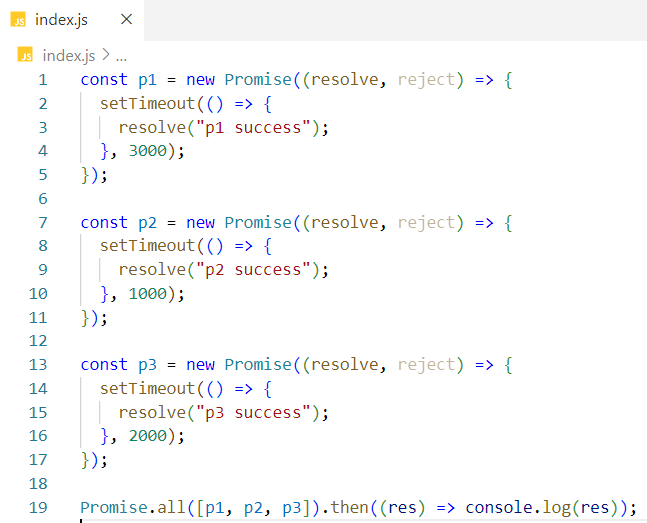 JS index.js ×
JS index.js > ...
1 const p1 = new Promise((resolve, reject) => {
2   setTimeout(() => {
3     resolve("p1 success");
4   }, 3000);
5 });
6
7 const p2 = new Promise((resolve, reject) => {
8   setTimeout(() => {
9     resolve("p2 success");
10   }, 1000);
11 });
12
13 const p3 = new Promise((resolve, reject) => {
14   setTimeout(() => {
15     resolve("p3 success");
16   }, 2000);
17 });
18
19 Promise.all([p1, p2, p3]).then((res) => console.log(res));